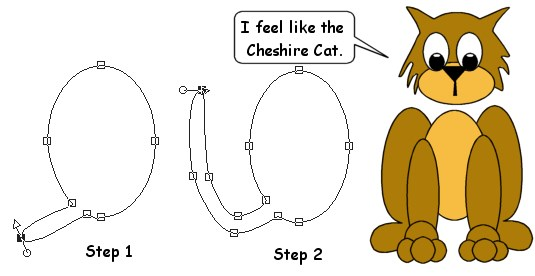 I feel like the
Cheshire Cat.
Step 1
Step 2